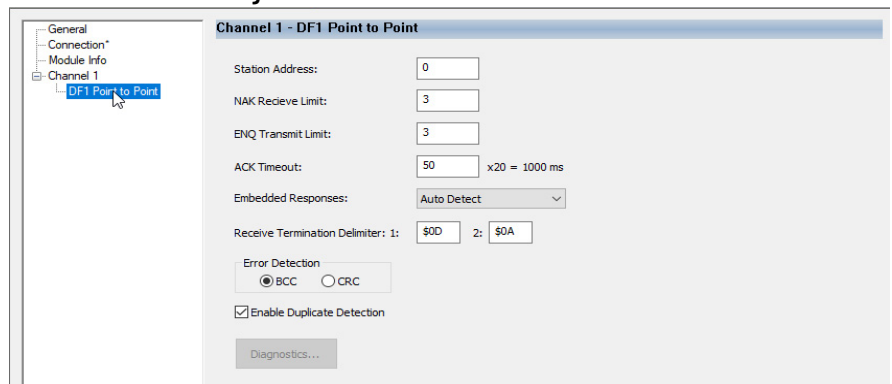 General
Connection*
Module Info
Channel 1
DF1 Point to Point
Channel 1 - DF1 Point to Point
Station Address: 0
NAK Recieve Limit: 3
ENQ Transmit Limit: 3
ACK Timeout: 50 x20 = 1000 ms
Embedded Responses: Auto Detect
Receive Termination Delimiter: 1: $0D 2: $0A
Error Detection
BCC CRC
Enable Duplicate Detection
Diagnostics...